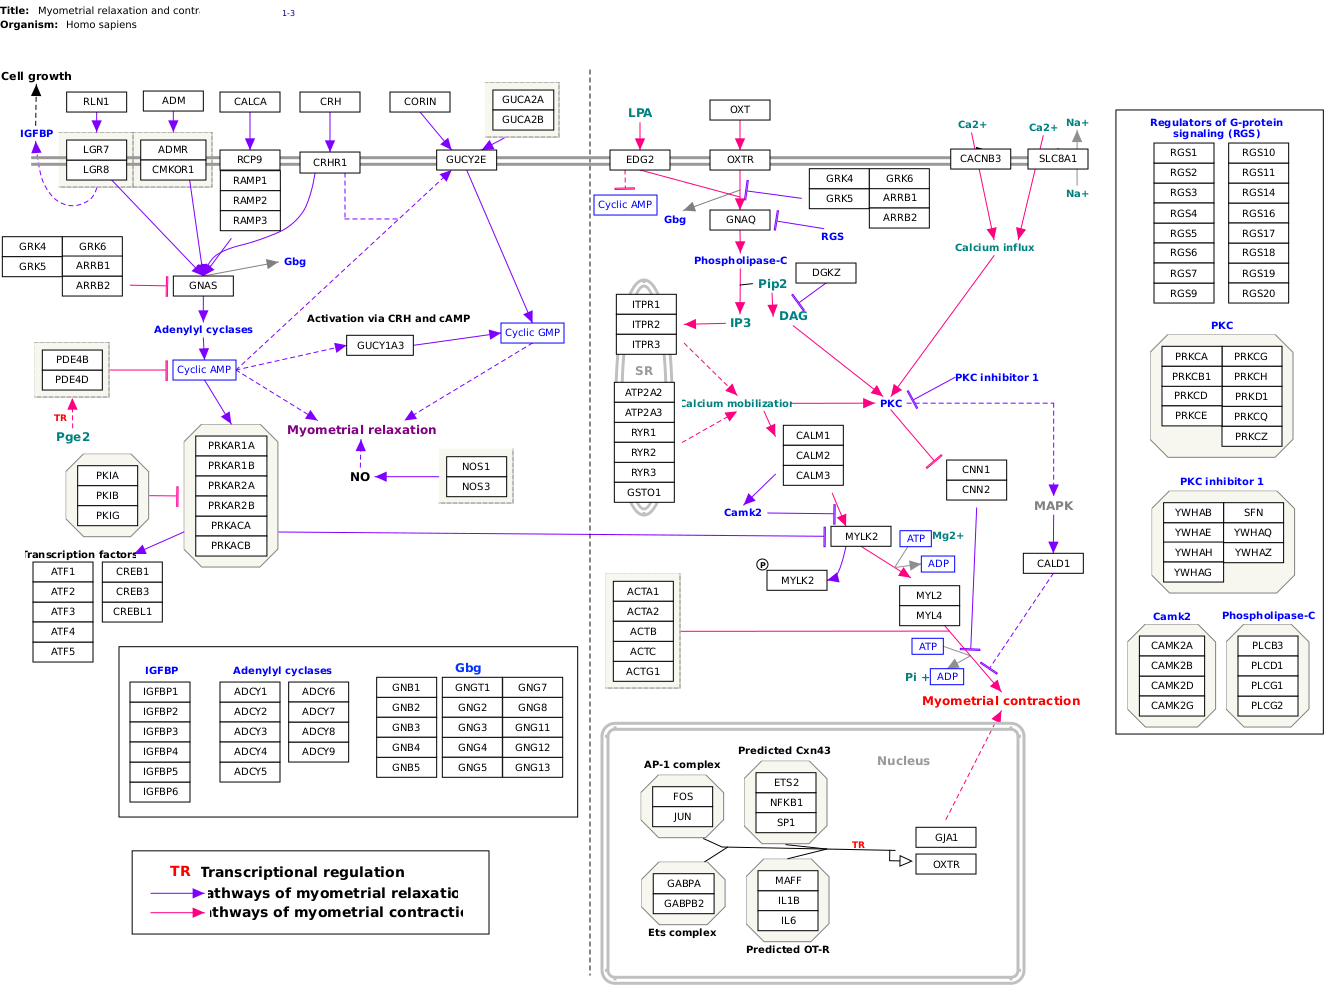 Title: Myometrial relaxation and contr
1-3
Organism: Homo sapiens
Cell growth
RLN1
ADM
CALCA
CRH
CORIN
GUCA2A
GUCA2B
IGFBP
LGR7
LGR8
ADMR
CMKOR1
RCP9
RAMP1
RAMP2
RAMP3
CRHR1
GUCY2E
GRK4
GRK5
GRK6
ARRB1
ARRB2
GNAS
Gbg
Adenylyl cyclases
Activation via CRH and cAMP
GUCY1A3
Cyclic GMP
PDE4B
PDE4D
Cyclic AMP
TR
Pge2
Myometrial relaxation
NO
NOS1
NOS3
PKIA
PKIB
PKIG
PRKAR1A
PRKAR1B
PRKAR2A
PRKAR2B
PRKACA
PRKACB
Transcription factors
ATF1
ATF2
ATF3
ATF4
ATF5
CREB1
CREB3
CREBL1
IGFBP
IGFBP1
IGFBP2
IGFBP3
IGFBP4
IGFBP5
IGFBP6
Adenylyl cyclases
ADCY1
ADCY2
ADCY3
ADCY4
ADCY5
ADCY6
ADCY7
ADCY8
ADCY9
Gbg
GNB1
GNB2
GNB3
GNB4
GNB5
GNGT1
GNG2
GNG3
GNG4
GNG5
GNG7
GNG8
GNG11
GNG12
GNG13
TR Transcriptional regulation
athways of myometrial relaxatio
thways of myometrial contracti
LPA
OXT
Ca2+
Ca2+
Na+
EDG2
OXTR
CACNB3
SLC8A1
Na+
Cyclic AMP
Gbg
GNAQ
GRK4
GRK5
GRK6
ARRB1
ARRB2
RGS
Calcium influx
Phospholipase-C
Pip2
DGKZ
IP3
DAG
ITPR1
ITPR2
ITPR3
SR
ATP2A2
ATP2A3
RYR1
RYR2
RYR3
GSTO1
Calcium mobilization
PKC
PKC inhibitor 1
CALM1
CALM2
CALM3
CNN1
CNN2
MAPK
Camk2
MYLK2
ATP
Mg2+
ADP
P
MYLK2
CALD1
MYL2
MYL4
ACTA1
ACTA2
ACTB
ACTC
ACTG1
ATP
Pi +
ADP
Myometrial contraction
Nucleus
AP-1 complex
FOS
JUN
Predicted Cxn43
ETS2
NFKB1
SP1
TR
GJA1
OXTR
GABPA
GABPB2
Ets complex
MAFF
IL1B
IL6
Predicted OT-R
Regulators of G-protein
signaling (RGS)
RGS1
RGS2
RGS3
RGS4
RGS5
RGS6
RGS7
RGS9
RGS10
RGS11
RGS14
RGS16
RGS17
RGS18
RGS19
RGS20
PKC
PRKCA
PRKCB1
PRKCD
PRKCE
PRKCG
PRKCH
PRKD1
PRKCQ
PRKCZ
PKC inhibitor 1
YWHAB
YWHAE
YWHAH
YWHAG
SFN
YWHAQ
YWHAZ
Camk2
CAMK2A
CAMK2B
CAMK2D
CAMK2G
Phospholipase-C
PLCB3
PLCD1
PLCG1
PLCG2